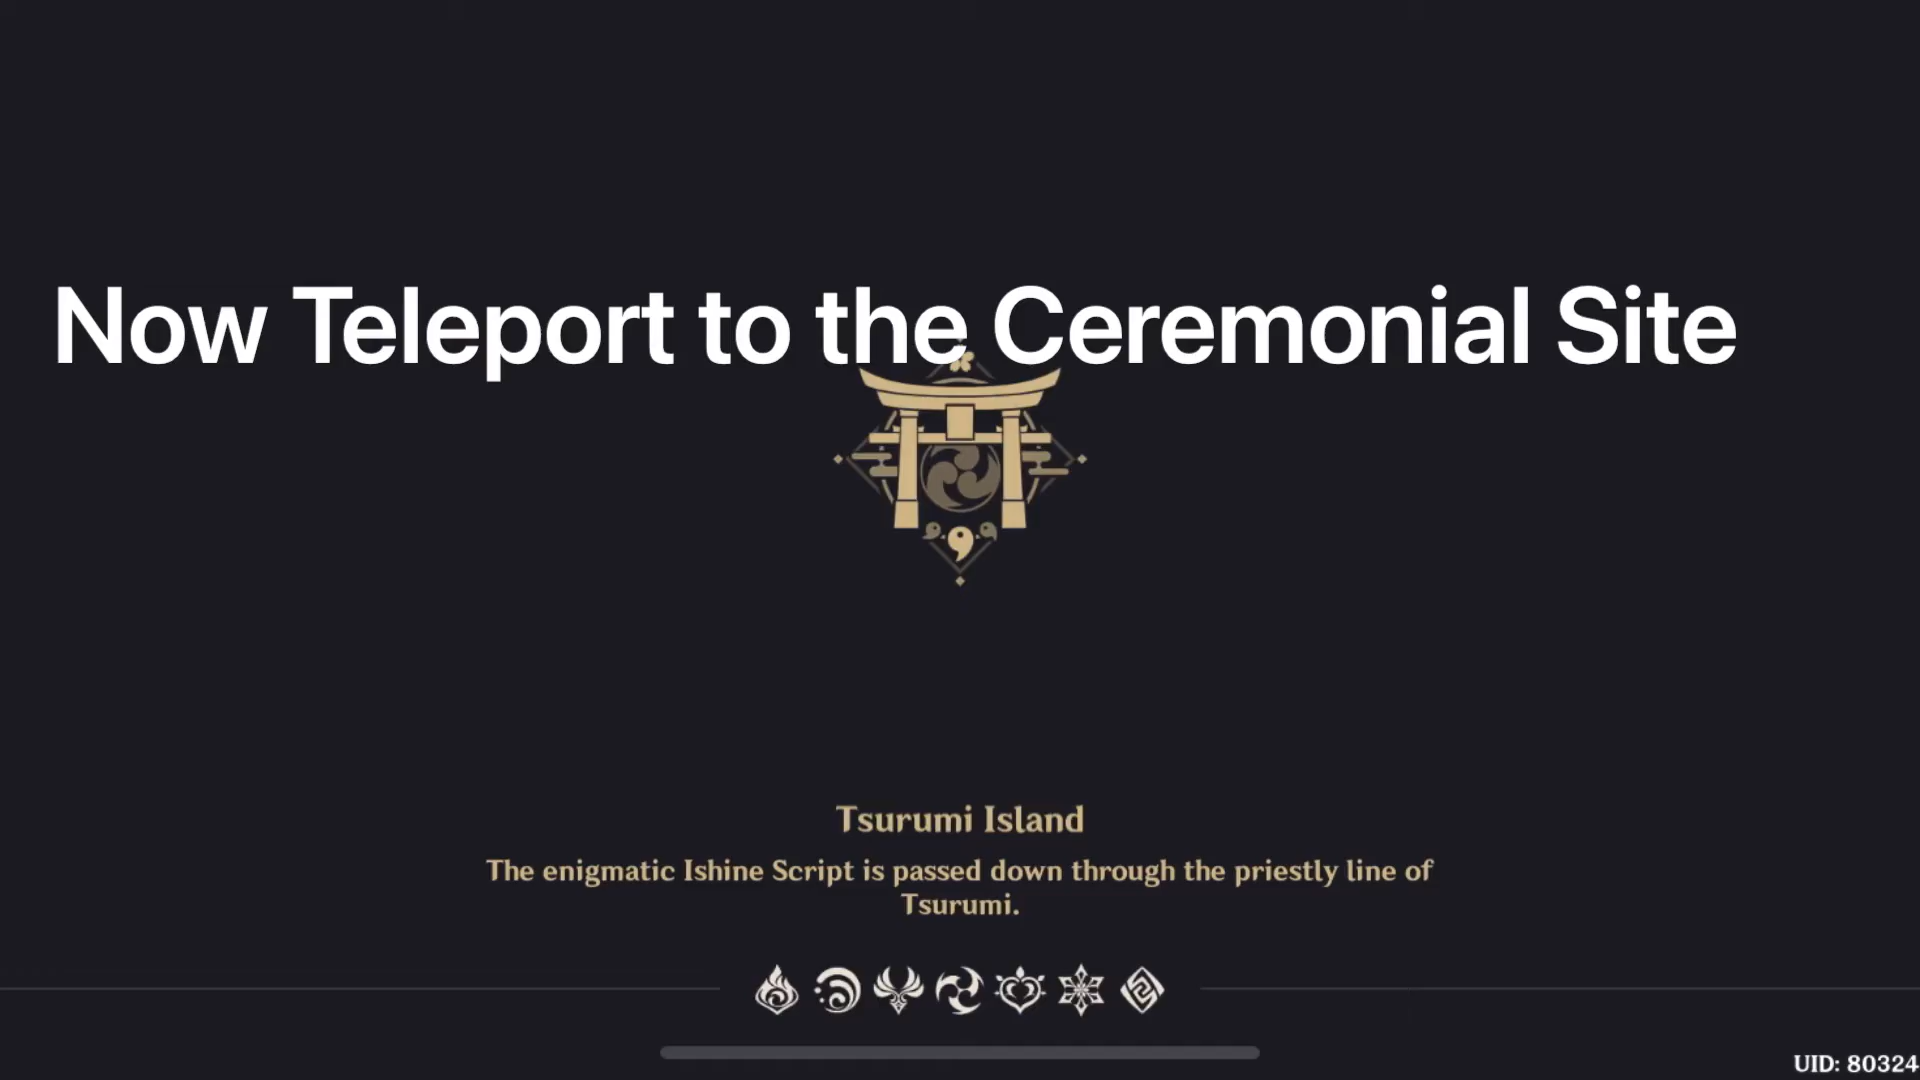 Now Teleport to the Ceremonial Site
Tsurumi Island
The enigmatic Ishine Script is passed down through the priestly line of
Tsurumi.
UID: 80324